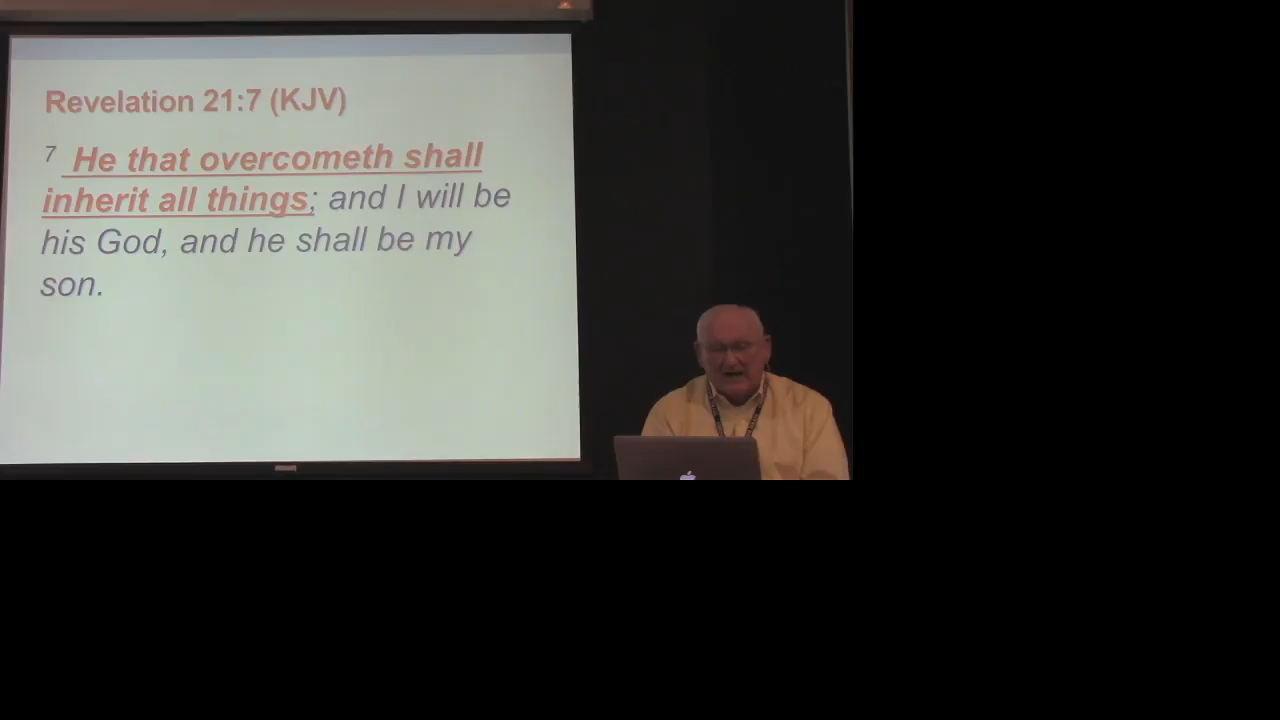 Revelation 21:7 (KJV)
7 He that overcometh shall
inherit all things; and I will be
his God, and he shall be my
son.